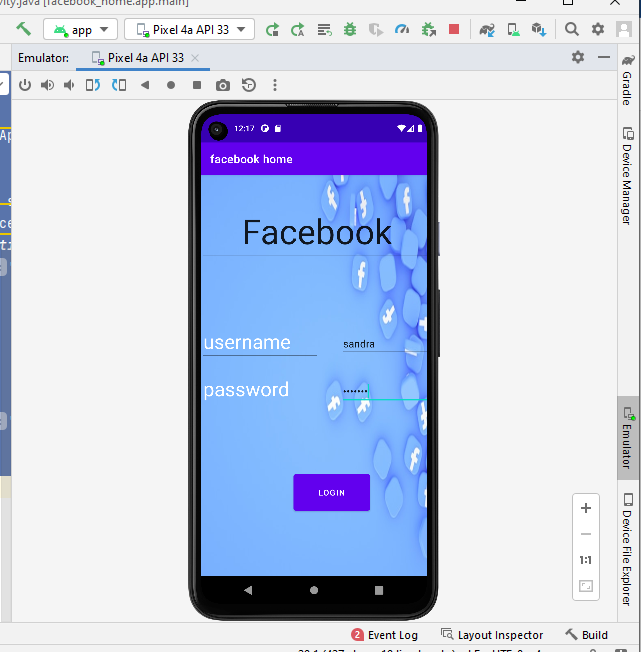 vity.java [facebook_home.app.main]
app
Pixel 4a API 33
Emulator:
Pixel 4a API 33
12:17
facebook home
Facebook
username
sandra
password
•••••••
LOGIN
1:1
Gradle
Device Manager
Emulator
Device File Explorer
2 Event Log
Layout Inspector
Build